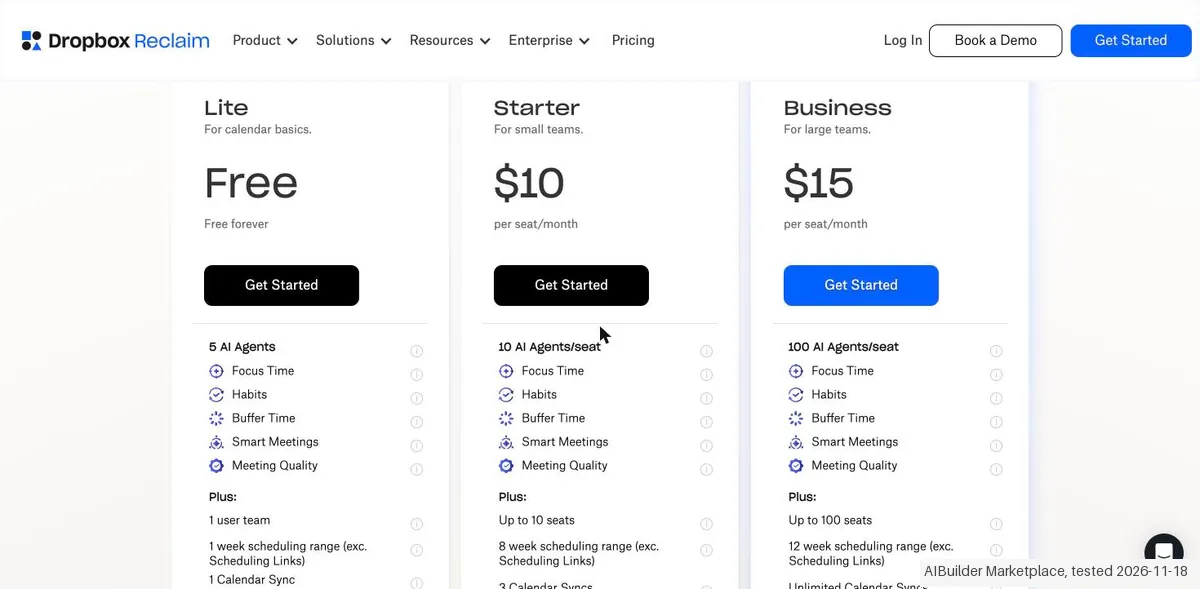 Dropbox Reclaim Product Solutions Resources Enterprise Pricing Log In Book a Demo Get Started
Lite
For calendar basics.
Free
Free forever
Get Started
5 AI Agents
Focus Time
Habits
Buffer Time
Smart Meetings
Meeting Quality
Plus:
1 user team
1 week scheduling range (exc.
Scheduling Links)
1 Calendar Sync
Starter
For small teams.
$10
per seat/month
Get Started
10 AI Agents/seat
Focus Time
Habits
Buffer Time
Smart Meetings
Meeting Quality
Plus:
Up to 10 seats
8 week scheduling range (exc.
Scheduling Links)
3 Calendar Syncs
Business
For large teams.
$15
per seat/month
Get Started
100 AI Agents/seat
Focus Time
Habits
Buffer Time
Smart Meetings
Meeting Quality
Plus:
Up to 100 seats
12 week scheduling range (exc.
Scheduling Links)
Unlimited Calendar Syncs
AIBuilder Marketplace, tested 2026-11-18